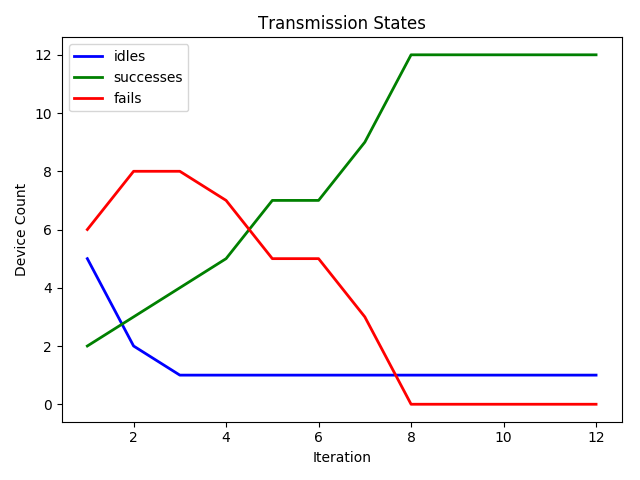 Transmission States
idles
successes
fails
Device Count
12
10
8
6
4
2
0
2 4 6 8 10 12
Iteration